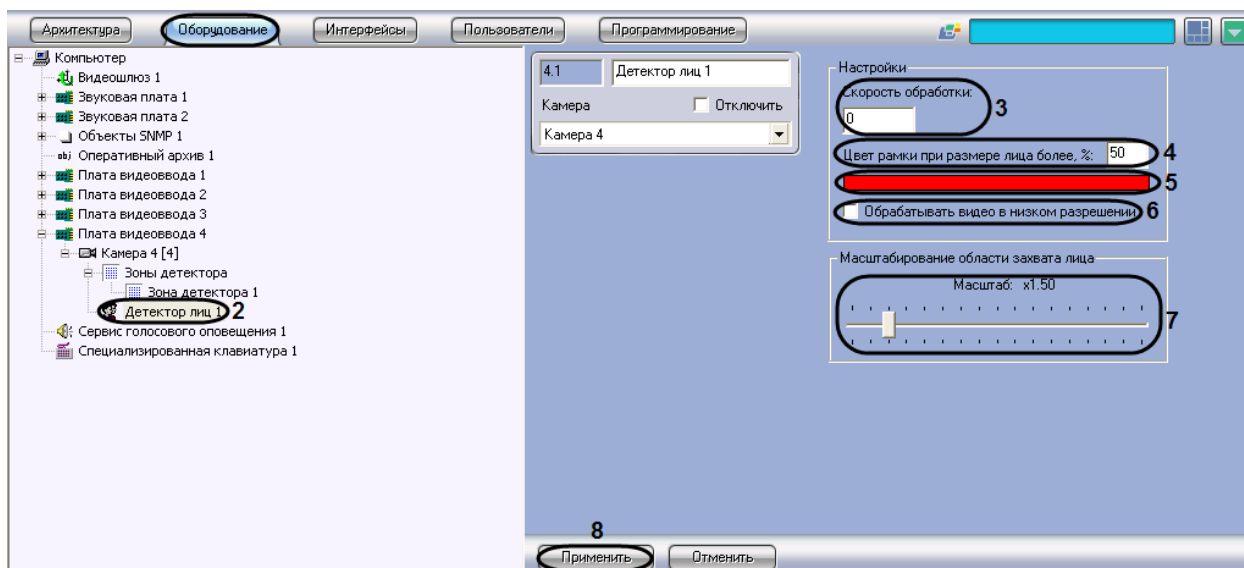 Архитектура Оборудование Интерфейсы Пользователи Программирование
Компьютер
Видеошлюз 1
Звуковая плата 1
Звуковая плата 2
Объекты SNMP 1
obj Оперативный архив 1
Плата видеоввода 1
Плата видеоввода 2
Плата видеоввода 3
Плата видеоввода 4
Камера 4 [4]
Зоны детектора
Зона детектора 1
Детектор лиц 1 2
Сервис голосового оповещения 1
Специализированная клавиатура 1
4.1 Детектор лиц 1
Камера Отключить
Камера 4
Настройки
Скорость обработки:
0 3
Цвет рамки при размере лица более, %: 50 4
5
Обрабатывать видео в низком разрешении 6
Масштабирование области захвата лица
Масштаб: x1.50
7
8
Применить Отменить